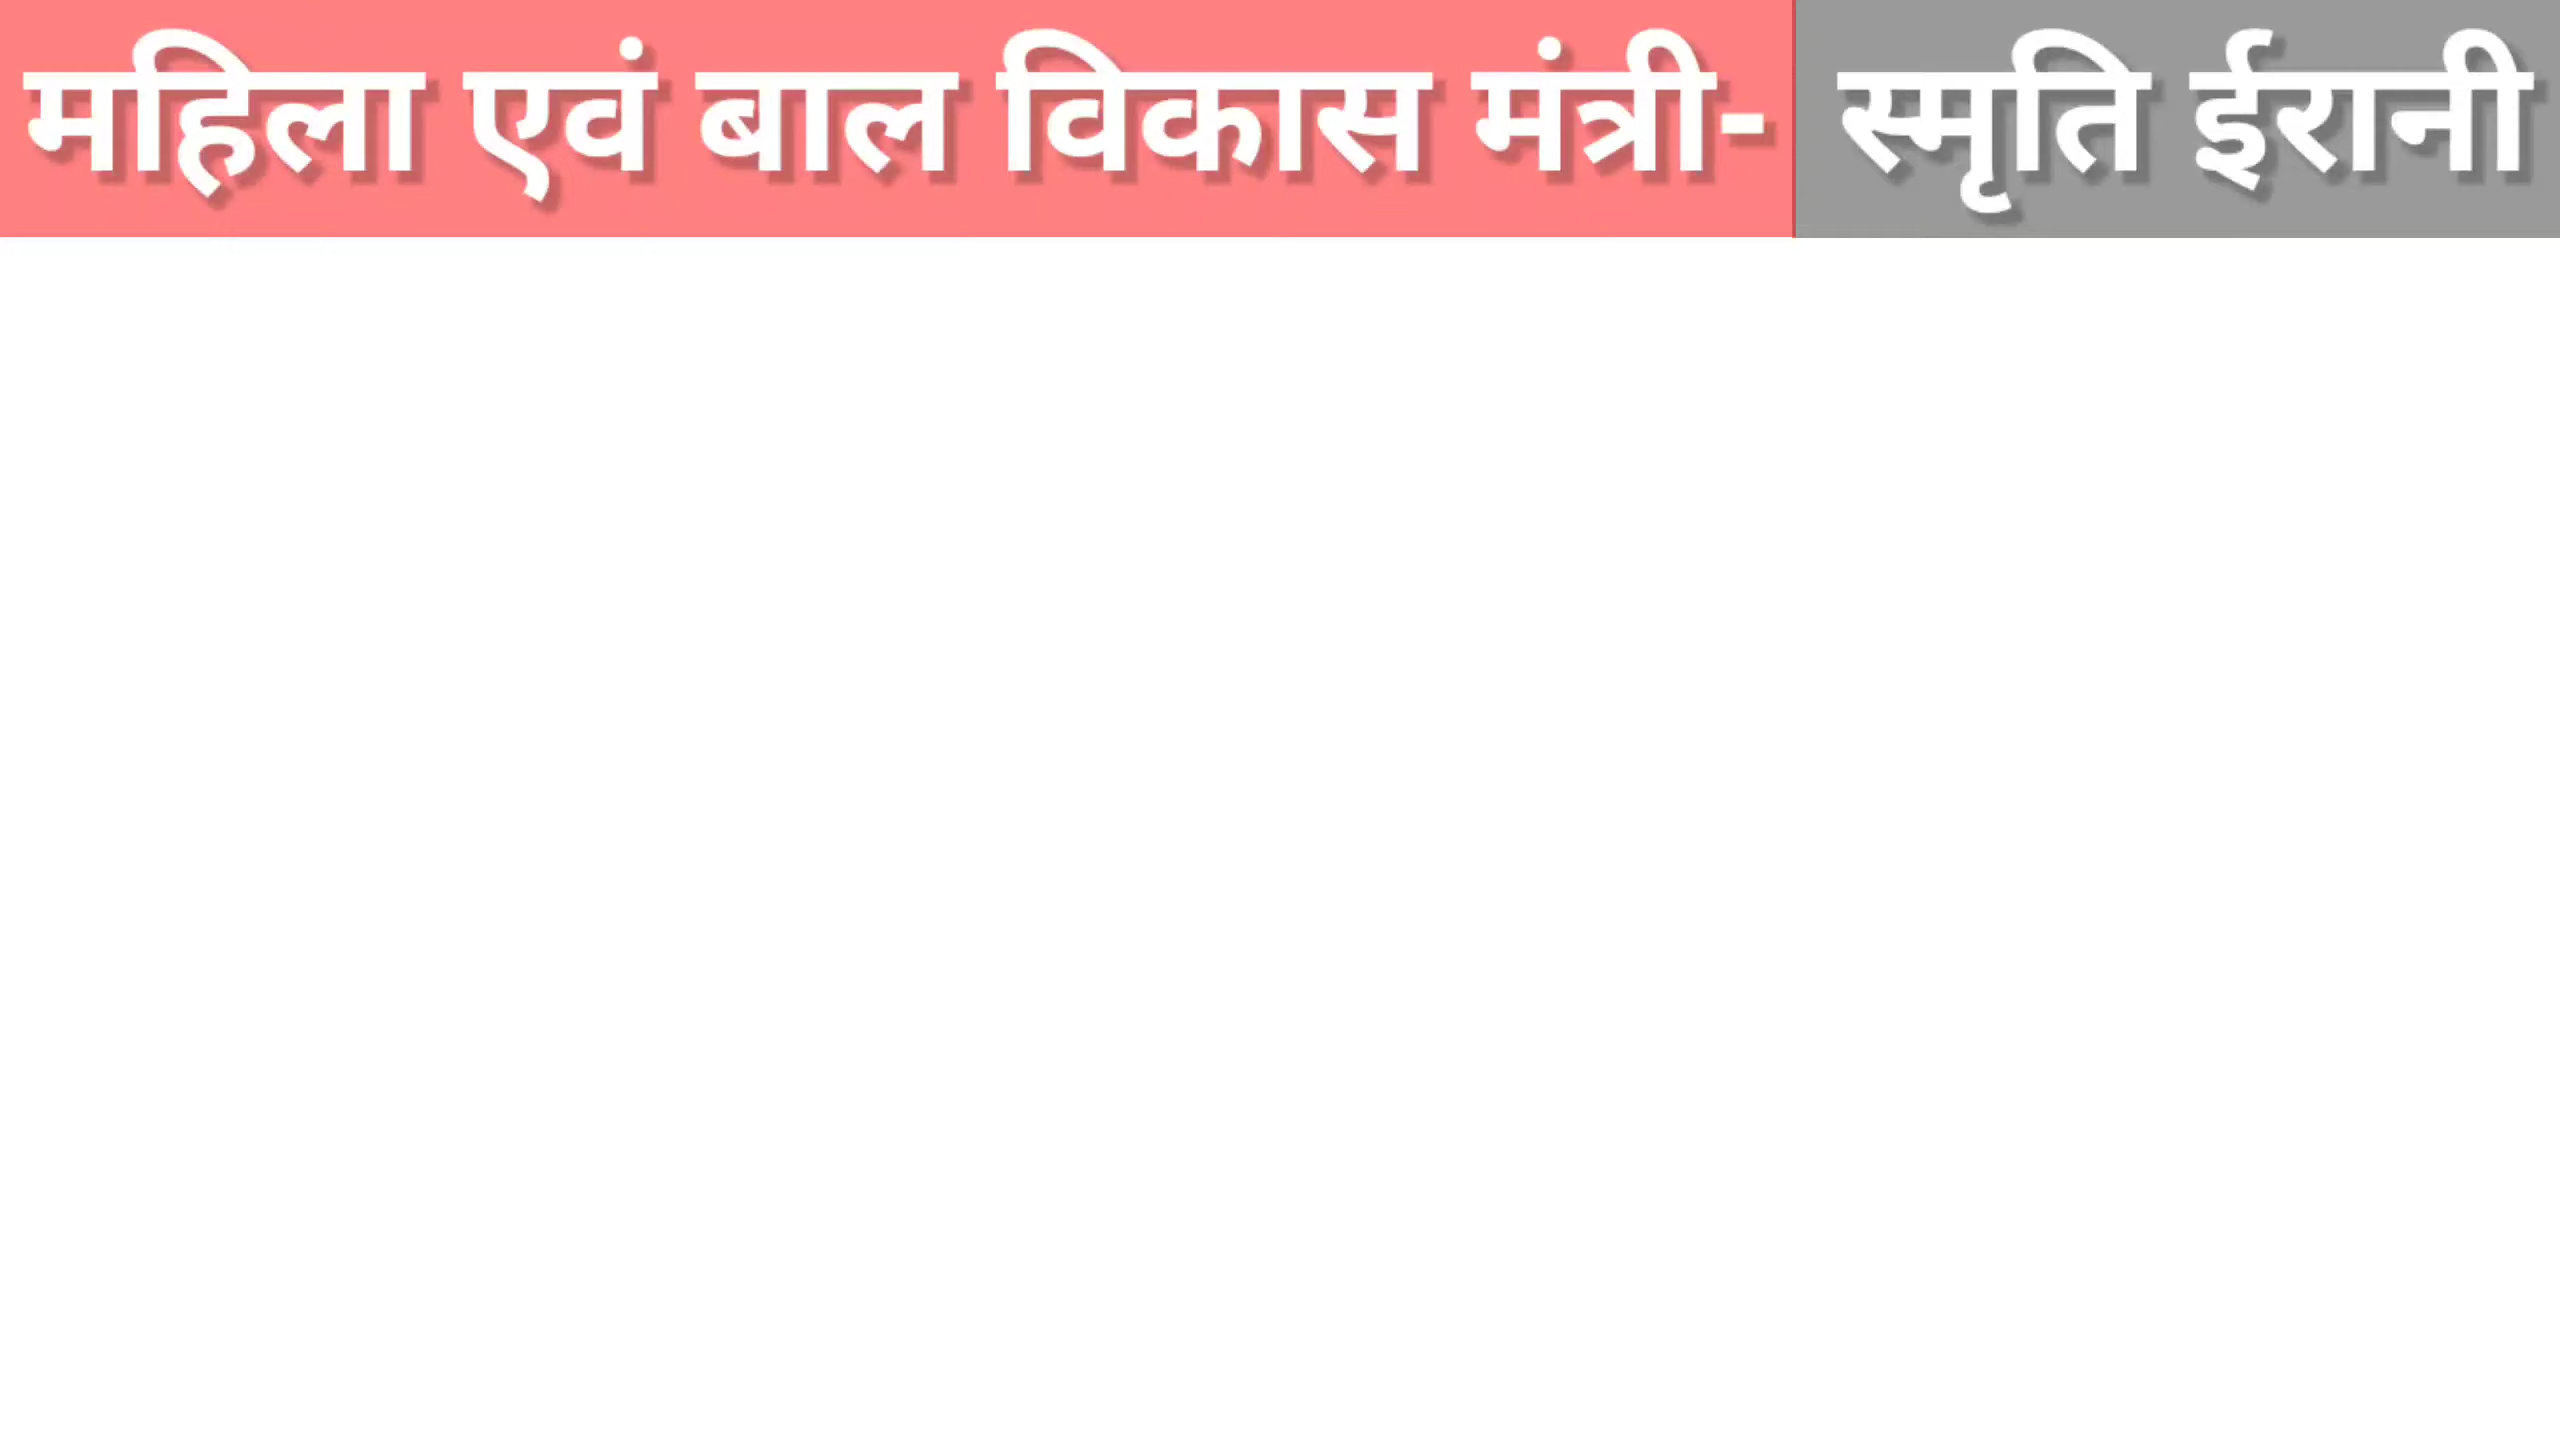 महिला एवं बाल विकास मंत्री- स्मृति ईरानी